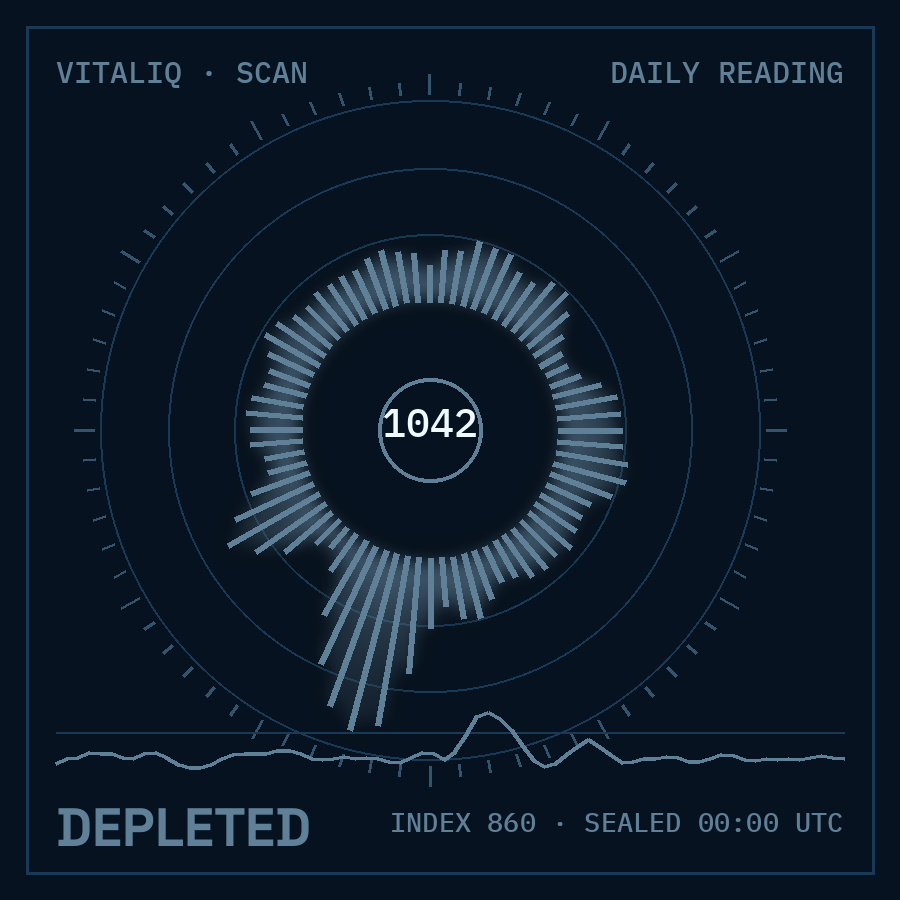 VITALIQ · SCAN
DAILY READING
1042
DEPLETED
INDEX 860 · SEALED 00:00 UTC